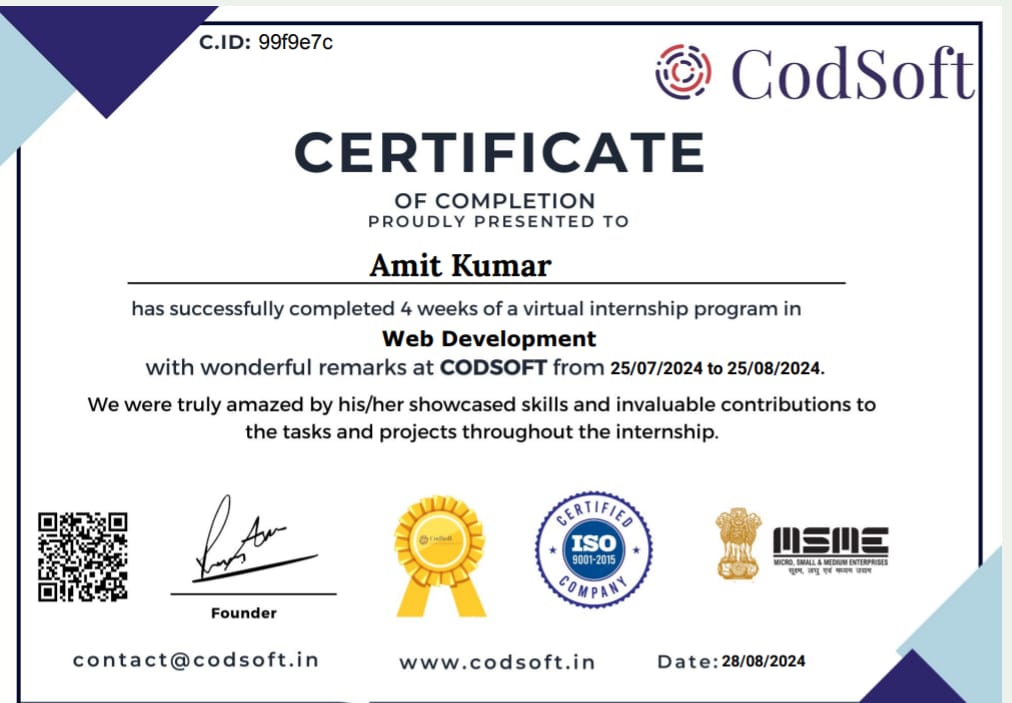 C.ID: 99f9e7c
CodSoft
CERTIFICATE
OF COMPLETION
PROUDLY PRESENTED TO
Amit Kumar
has successfully completed 4 weeks of a virtual internship program in
Web Development
with wonderful remarks at CODSOFT from 25/07/2024 to 25/08/2024.
We were truly amazed by his/her showcased skills and invaluable contributions to
the tasks and projects throughout the internship.
Founder
CodSoft
CERTIFIED
ISO
9001-2015
COMPANY
MSME
MICRO, SMALL & MEDIUM ENTERPRISES
सूक्ष्म, लघु एवं मध्यम उद्यम
contact@codsoft.in
www.codsoft.in
Date: 28/08/2024